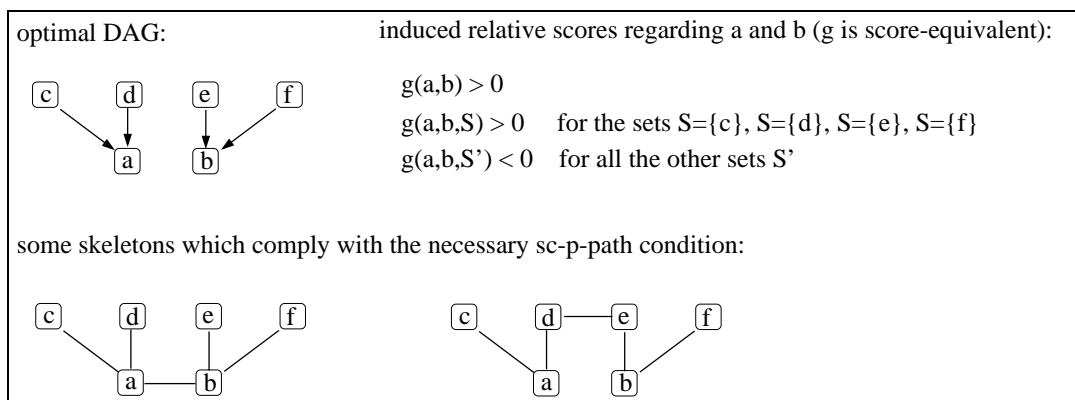 optimal DAG:
induced relative scores regarding a and b (g is score-equivalent):
c d e f
a b
g(a,b) > 0
g(a,b,S) > 0 for the sets S={c}, S={d}, S={e}, S={f}
g(a,b,S’) < 0 for all the other sets S’
some skeletons which comply with the necessary sc-p-path condition:
c d e f
a b
c d e f
a b